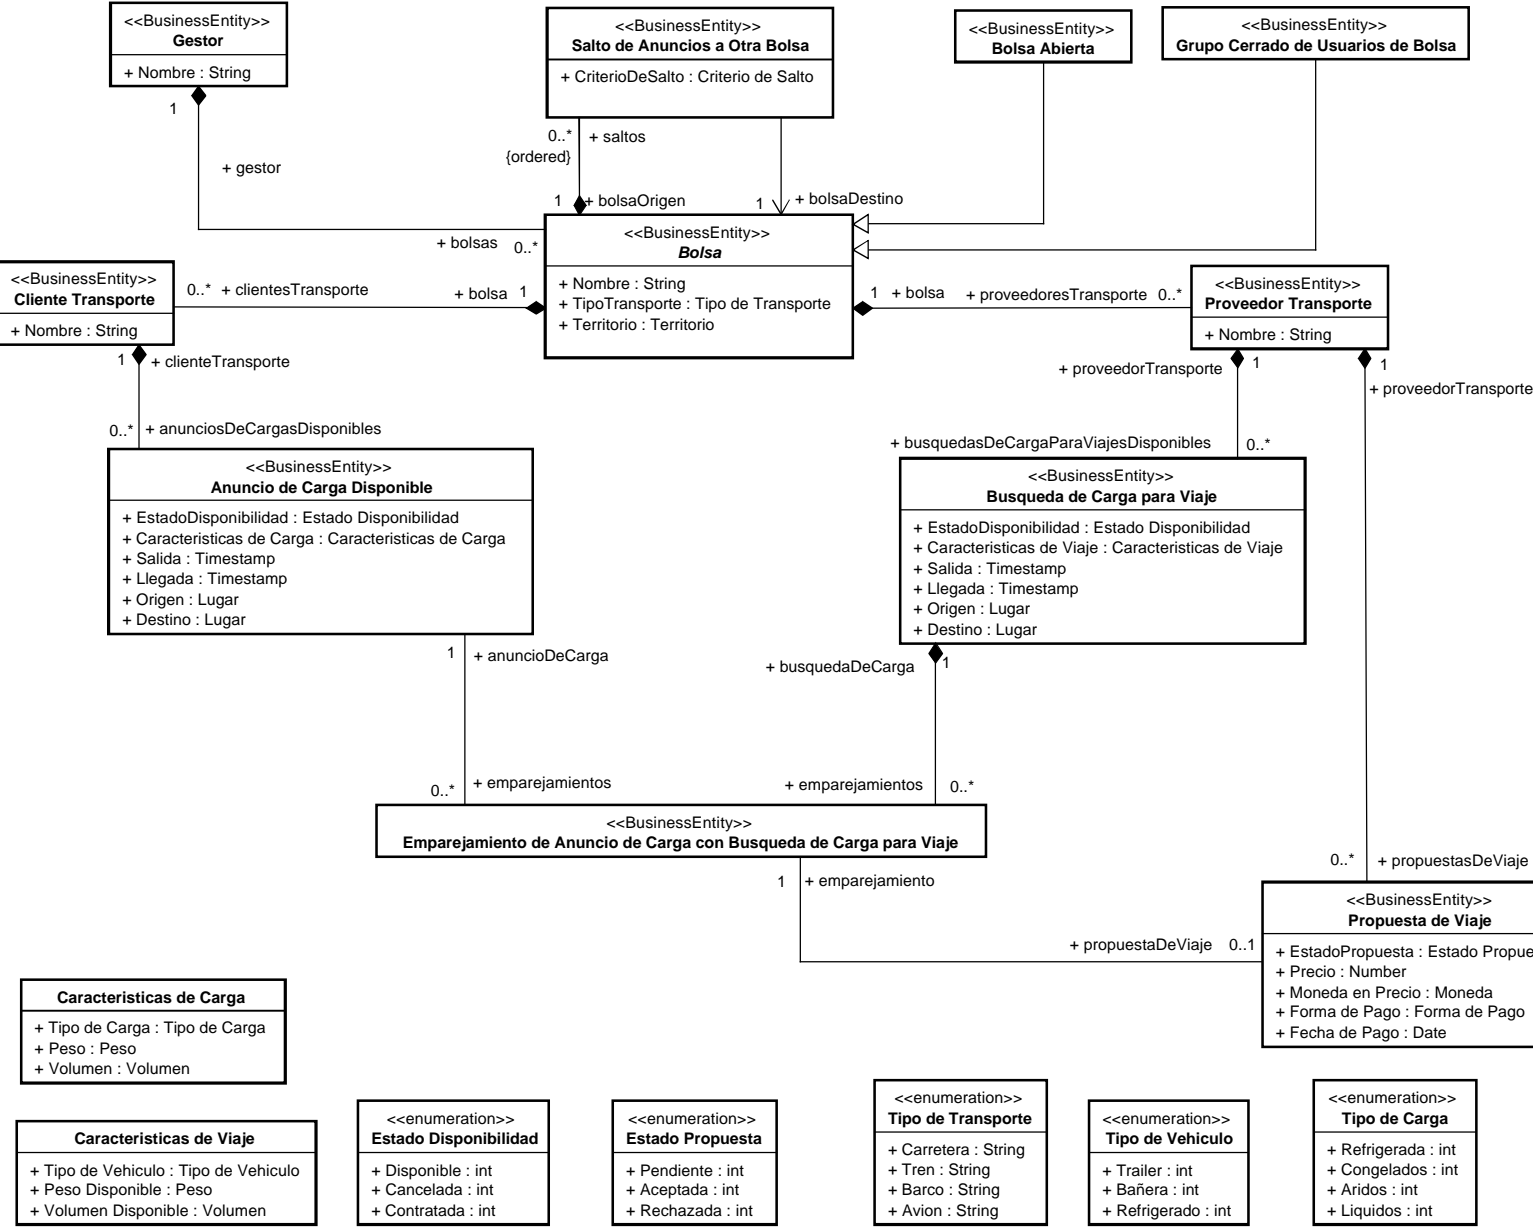 <<BusinessEntity>>
Gestor
+ Nombre : String
<<BusinessEntity>>
Salto de Anuncios a Otra Bolsa
+ CriterioDeSalto : Criterio de Salto
<<BusinessEntity>>
Bolsa Abierta
<<BusinessEntity>>
Grupo Cerrado de Usuarios de Bolsa
1
+ gestor
0..*
+ saltos
{ordered}
1
+ bolsaOrigen
1
+ bolsaDestino
+ bolsas
0..*
<<BusinessEntity>>
Bolsa
+ Nombre : String
+ TipoTransporte : Tipo de Transporte
+ Territorio : Territorio
<<BusinessEntity>>
Cliente Transporte
+ Nombre : String
0..*
+ clientesTransporte
+ bolsa
1
1
+ bolsa
+ proveedoresTransporte
0..*
<<BusinessEntity>>
Proveedor Transporte
+ Nombre : String
1
+ clienteTransporte
0..*
+ anunciosDeCargasDisponibles
+ proveedorTransporte
1
1
+ proveedorTransporte
+ busquedasDeCargaParaViajesDisponibles
0..*
<<BusinessEntity>>
Anuncio de Carga Disponible
+ EstadoDisponibilidad : Estado Disponibilidad
+ Caracteristicas de Carga : Caracteristicas de Carga
+ Salida : Timestamp
+ Llegada : Timestamp
+ Origen : Lugar
+ Destino : Lugar
<<BusinessEntity>>
Busqueda de Carga para Viaje
+ EstadoDisponibilidad : Estado Disponibilidad
+ Caracteristicas de Viaje : Caracteristicas de Viaje
+ Salida : Timestamp
+ Llegada : Timestamp
+ Origen : Lugar
+ Destino : Lugar
1
+ anuncioDeCarga
+ busquedaDeCarga
1
0..*
+ emparejamientos
+ emparejamientos
0..*
<<BusinessEntity>>
Emparejamiento de Anuncio de Carga con Busqueda de Carga para Viaje
1
+ emparejamiento
0..*
+ propuestasDeViaje
+ propuestaDeViaje
0..1
<<BusinessEntity>>
Propuesta de Viaje
+ EstadoPropuesta : Estado Propue
+ Precio : Number
+ Moneda en Precio : Moneda
+ Forma de Pago : Forma de Pago
+ Fecha de Pago : Date
Caracteristicas de Carga
+ Tipo de Carga : Tipo de Carga
+ Peso : Peso
+ Volumen : Volumen
Caracteristicas de Viaje
+ Tipo de Vehiculo : Tipo de Vehiculo
+ Peso Disponible : Peso
+ Volumen Disponible : Volumen
<<enumeration>>
Estado Disponibilidad
+ Disponible : int
+ Cancelada : int
+ Contratada : int
<<enumeration>>
Estado Propuesta
+ Pendiente : int
+ Aceptada : int
+ Rechazada : int
<<enumeration>>
Tipo de Transporte
+ Carretera : String
+ Tren : String
+ Barco : String
+ Avion : String
<<enumeration>>
Tipo de Vehiculo
+ Trailer : int
+ Bañera : int
+ Refrigerado : int
<<enumeration>>
Tipo de Carga
+ Refrigerada : int
+ Congelados : int
+ Aridos : int
+ Liquidos : int